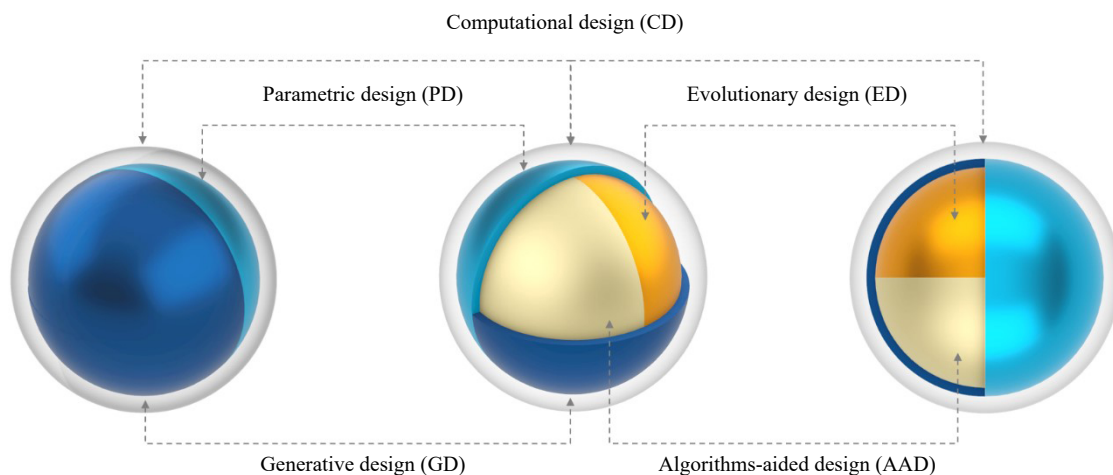 Computational design (CD)
Parametric design (PD)
Evolutionary design (ED)
Generative design (GD)
Algorithms-aided design (AAD)